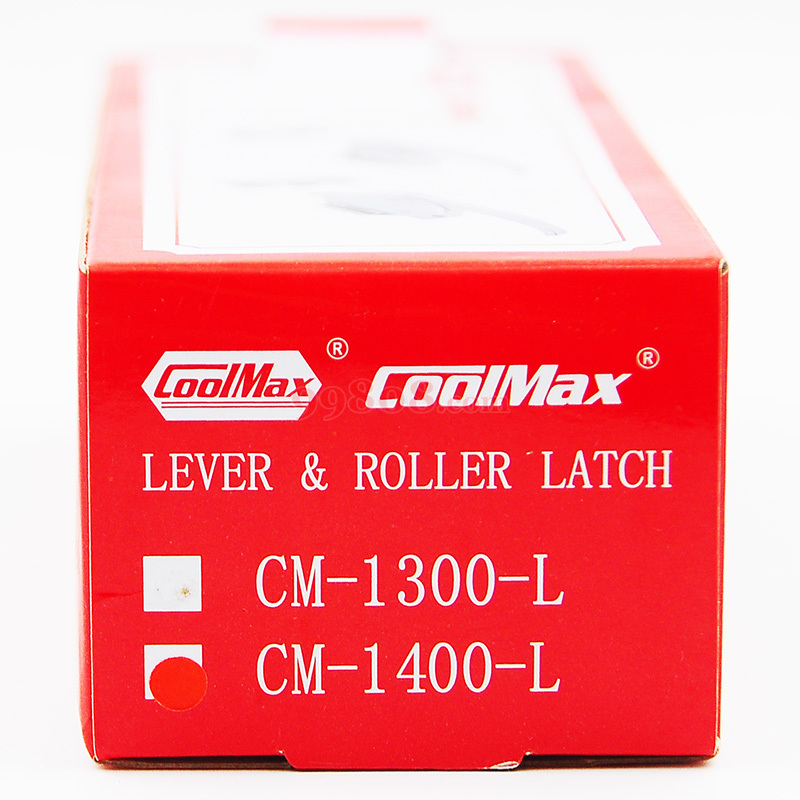 CoolMax® CoolMax®
LEVER & ROLLER LATCH
CM-1300-L
CM-1400-L